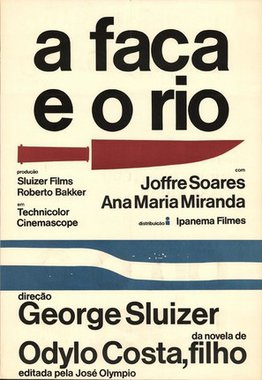 a faca
e o rio
produção
Sluizer Films
Roberto Bakker
em
Technicolor
Cinemascope
com
Joffre Soares
Ana Maria Miranda
distribuição Ipanema Filmes
direção
George Sluizer
da novela de
Odylo Costa,filho
editada pela José Olympio